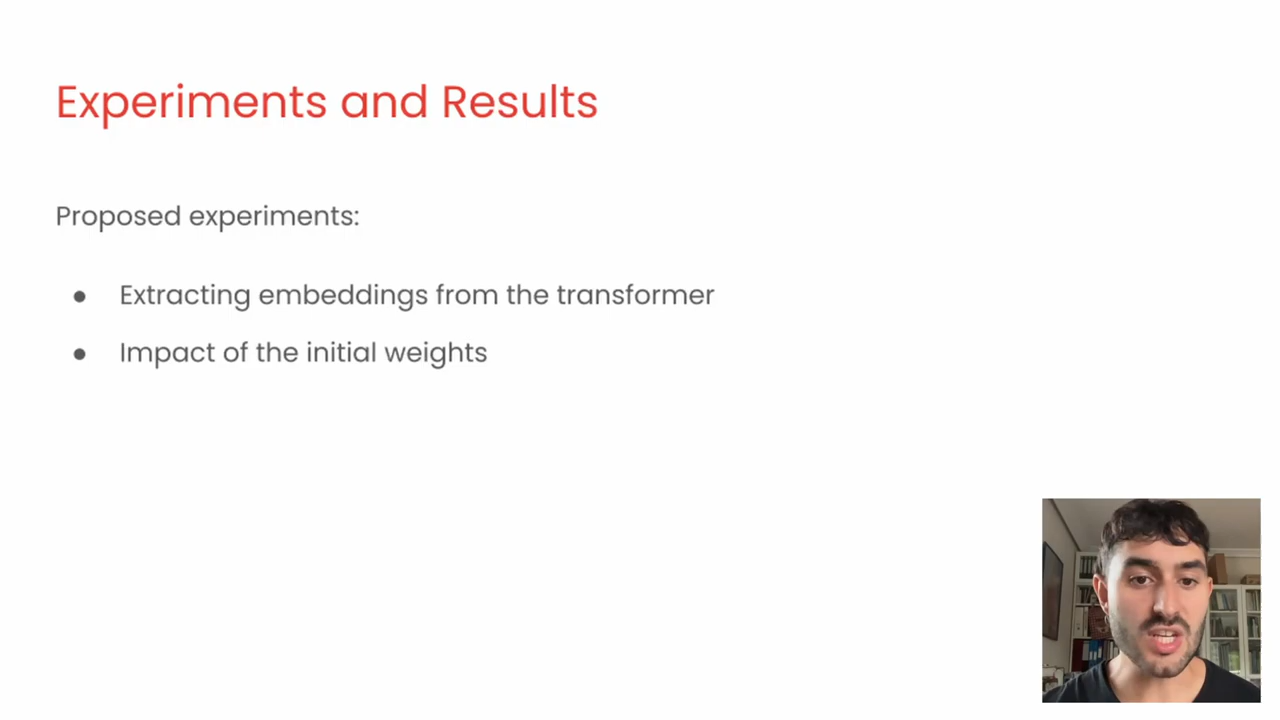 Experiments and Results
Proposed experiments:
● Extracting embeddings from the transformer
● Impact of the initial weights